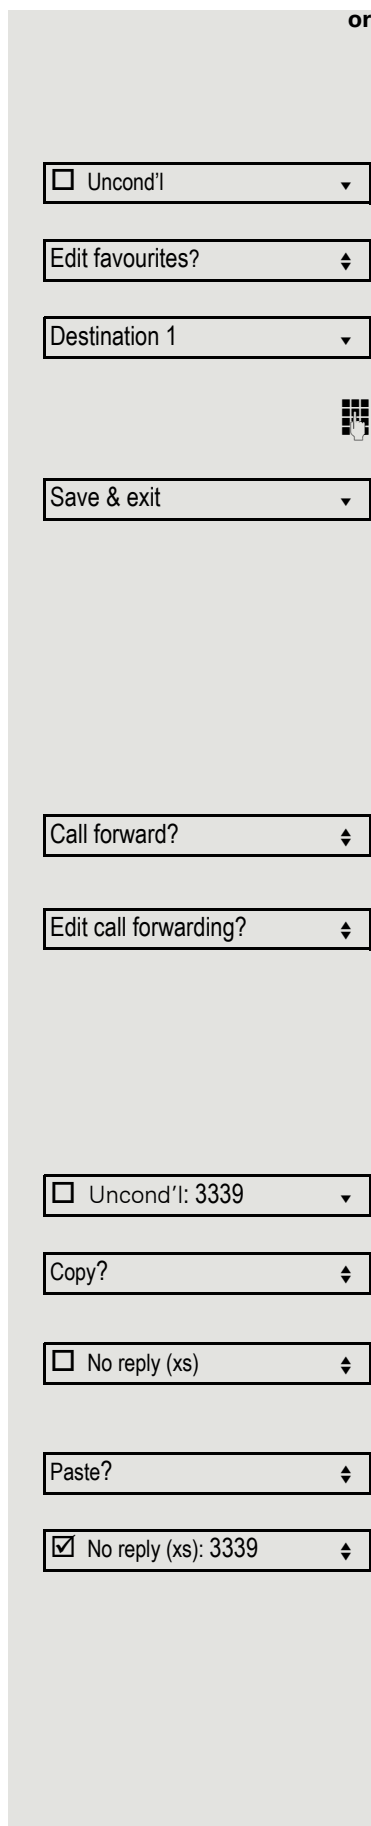 or
Uncond'l
Edit favourites?
Destination 1
Save & exit
Call forward?
Edit call forwarding?
Uncond'l: 3339
Copy?
No reply (xs)
Paste?
No reply (xs): 3339